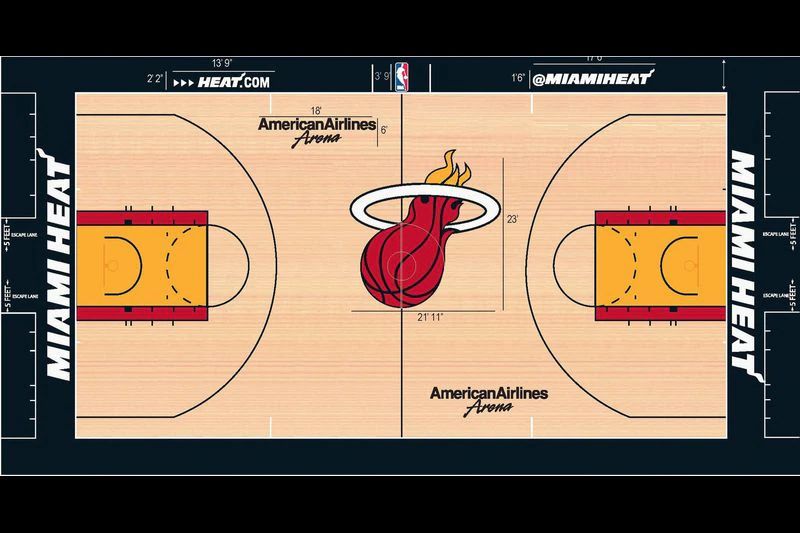 13' 9"
2' 2"
HEAT.COM
3' 9"
NBA
1'6"
@MIAMIHEAT
18'
AmericanAirlines
Arena
6'
MIAMI HEAT
MIAMI HEAT
23'
21' 11"
5 FEET
ESCAPE LANE
5 FEET
ESCAPE LANE
ESCAPE LANE
5 FEET
ESCAPE LANE
5 FEET
AmericanAirlines
Arena